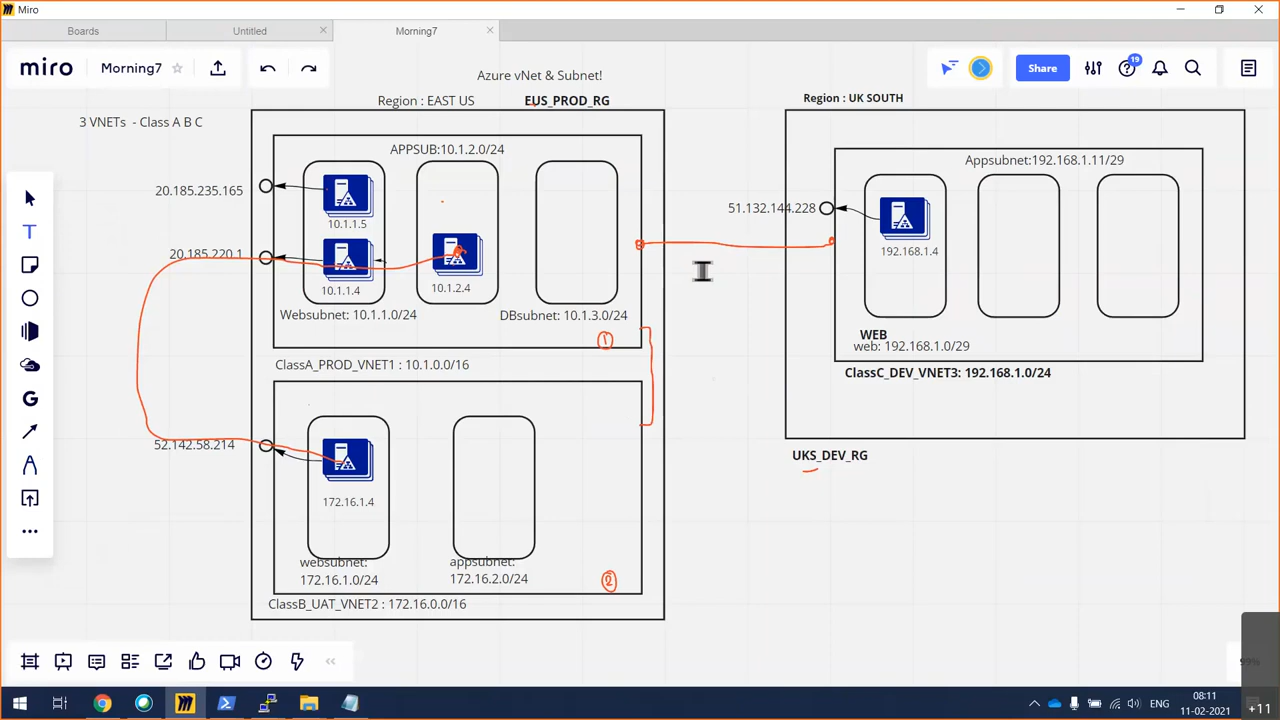 Miro
Boards
Untitled
Morning7
miro
Morning7
19
Share
Azure vNet & Subnet!
Region : EAST US
EUS_PROD_RG
3 VNETs - Class A B C
APPSUB:10.1.2.0/24
20.185.235.165
10.1.1.5
20.185.220.1
10.1.1.4
10.1.2.4
Websubnet: 10.1.1.0/24
DBsubnet: 10.1.3.0/24
1
ClassA_PROD_VNET1 : 10.1.0.0/16
52.142.58.214
172.16.1.4
websubnet:
172.16.1.0/24
appsubnet:
172.16.2.0/24
2
ClassB_UAT_VNET2 : 172.16.0.0/16
Region : UK SOUTH
Appsubnet:192.168.1.11/29
51.132.144.228
192.168.1.4
WEB
web: 192.168.1.0/29
ClassC_DEV_VNET3: 192.168.1.0/24
UKS_DEV_RG
99%
ENG
08:11
11-02-2021
+11